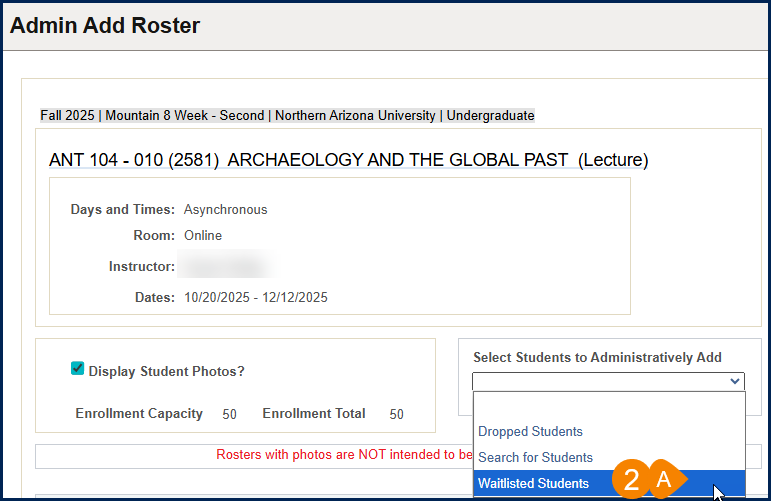 Admin Add Roster
Fall 2025 | Mountain 8 Week - Second | Northern Arizona University | Undergraduate
ANT 104 - 010 (2581) ARCHAEOLOGY AND THE GLOBAL PAST (Lecture)
Days and Times: Asynchronous
Room: Online
Instructor:
Dates: 10/20/2025 - 12/12/2025
Display Student Photos?
Enrollment Capacity 50 Enrollment Total 50
Select Students to Administratively Add
Dropped Students
Search for Students
Waitlisted Students 2 A
Rosters with photos are NOT intended to be